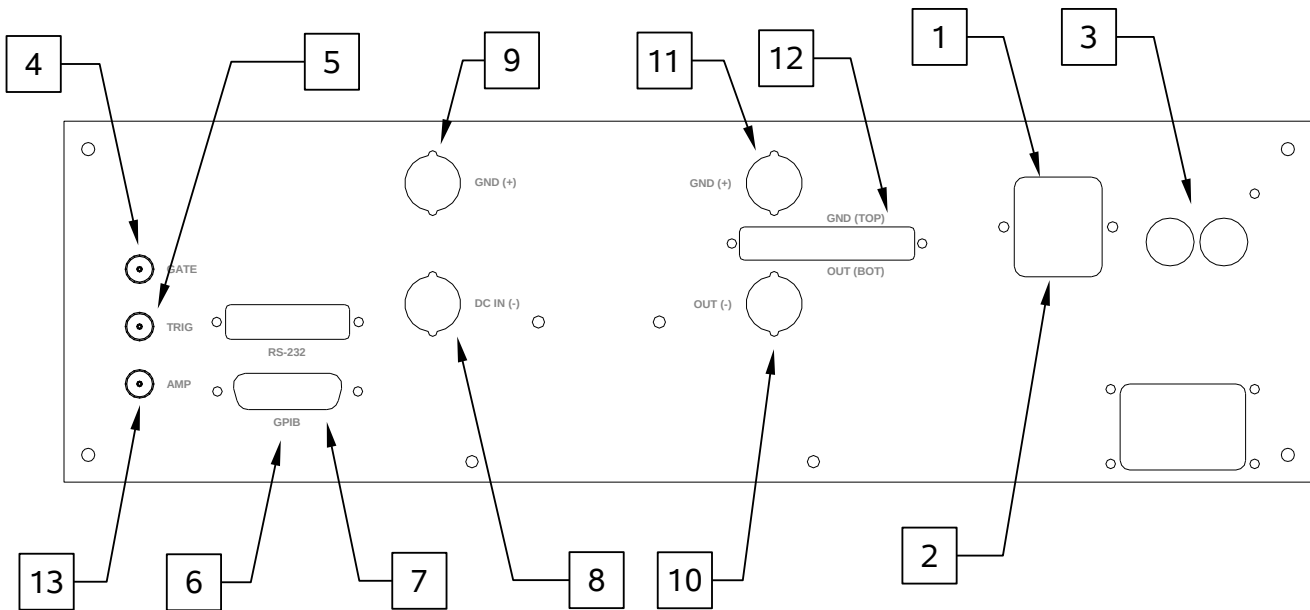 1
3
4
5
9
11
12
GND (+)
GND (+)
GND (TOP)
GATE
OUT (BOT)
DC IN (-)
OUT (-)
TRIG
RS-232
AMP
GPIB
2
13
6
7
8
10